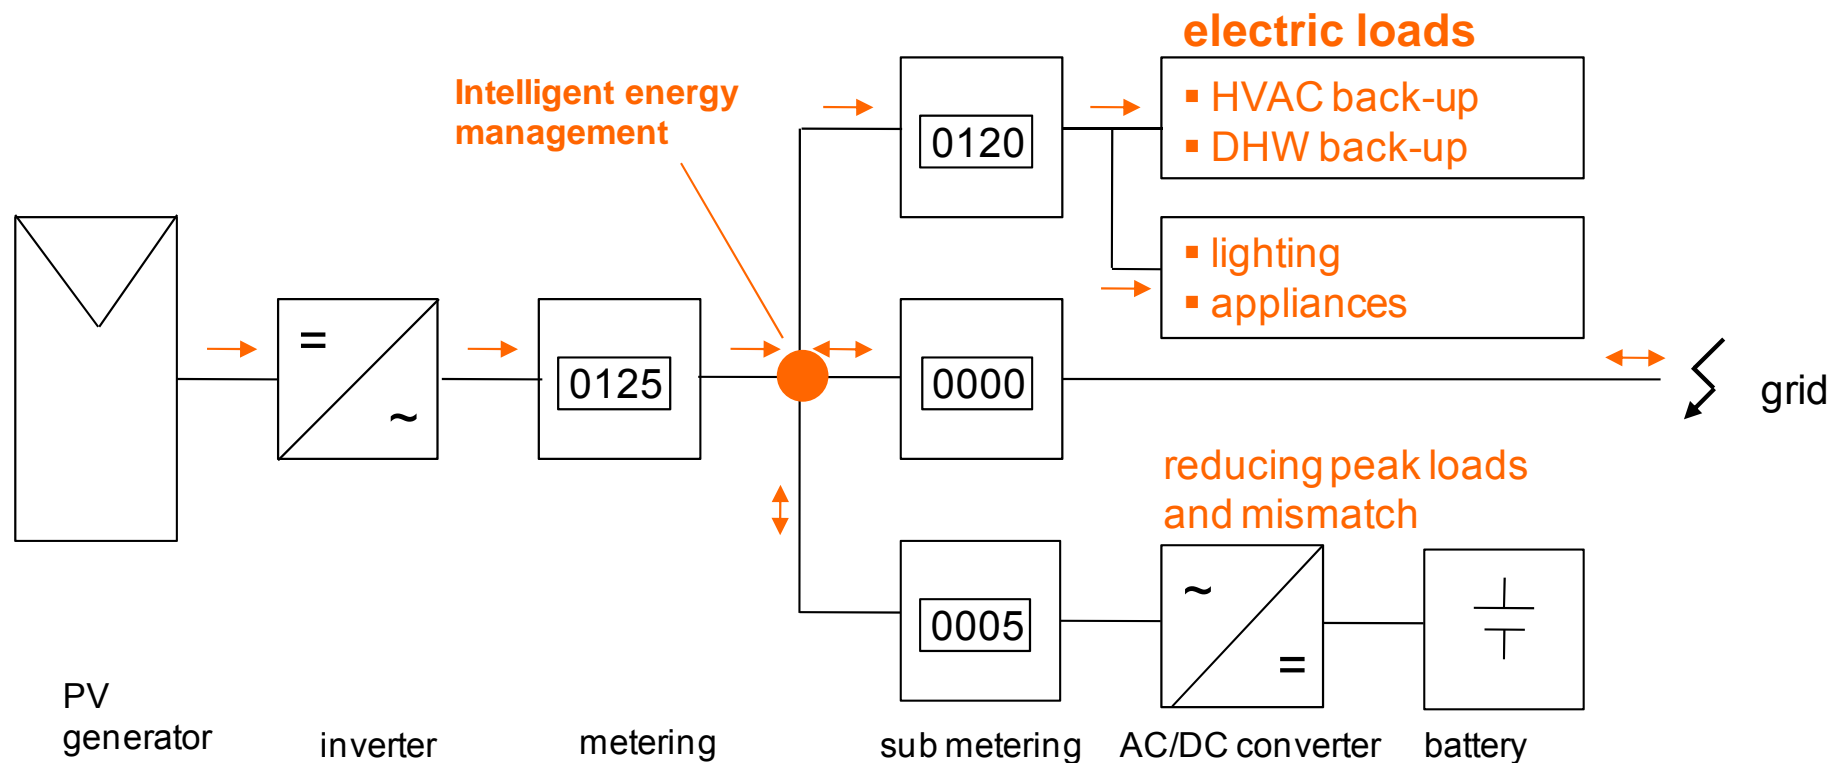 electric loads
Intelligent energy
management
▪ HVAC back-up
▪ DHW back-up
0120
▪ lighting
▪ appliances
=
~
0125
0000
grid
reducing peak loads
and mismatch
0005
~
=
PV
generator
inverter
metering
sub metering
AC/DC converter
battery